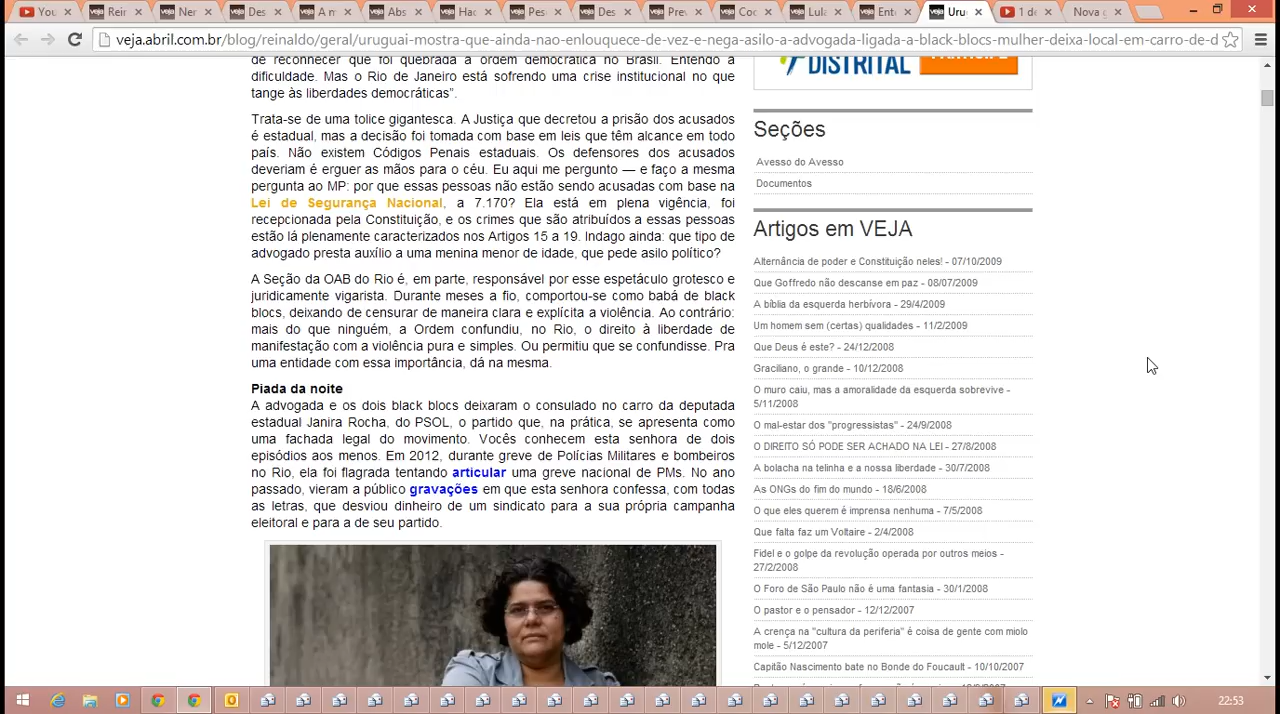 You
Rein
Ner
Des
A m
Abs
Hac
Pes
Des
Prev
Coc
Lula
Ente
Uru
1 de
Nova g
veja.abril.com.br/blog/reinaldo/geral/uruguai-mostra-que-ainda-nao-enlouquece-de-vez-e-nega-asilo-a-advogada-ligada-a-black-blocs-mulher-deixa-local-em-carro-de-d
de reconhecer que foi quebrada a ordem democrática no Brasil. Entendo a
dificuldade. Mas o Rio de Janeiro está sofrendo uma crise institucional no que
tange às liberdades democráticas”.
Trata-se de uma tolice gigantesca. A Justiça que decretou a prisão dos acusados
é estadual, mas a decisão foi tomada com base em leis que têm alcance em todo
país. Não existem Códigos Penais estaduais. Os defensores dos acusados
deveriam é erguer as mãos para o céu. Eu aqui me pergunto — e faço a mesma
pergunta ao MP: por que essas pessoas não estão sendo acusadas com base na
Lei de Segurança Nacional, a 7.170? Ela está em plena vigência, foi
recepcionada pela Constituição, e os crimes que são atribuídos a essas pessoas
estão lá plenamente caracterizados nos Artigos 15 a 19. Indago ainda: que tipo de
advogado presta auxílio a uma menina menor de idade, que pede asilo político?
A Seção da OAB do Rio é, em parte, responsável por esse espetáculo grotesco e
juridicamente vigarista. Durante meses a fio, comportou-se como babá de black
blocs, deixando de censurar de maneira clara e explícita a violência. Ao contrário:
mais do que ninguém, a Ordem confundiu, no Rio, o direito à liberdade de
manifestação com a violência pura e simples. Ou permitiu que se confundisse. Pra
uma entidade com essa importância, dá na mesma.
Piada da noite
A advogada e os dois black blocs deixaram o consulado no carro da deputada
estadual Janira Rocha, do PSOL, o partido que, na prática, se apresenta como
uma fachada legal do movimento. Vocês conhecem esta senhora de dois
episódios aos menos. Em 2012, durante greve de Polícias Militares e bombeiros
no Rio, ela foi flagrada tentando articular uma greve nacional de PMs. No ano
passado, vieram a público gravações em que esta senhora confessa, com todas
as letras, que desviou dinheiro de um sindicato para a sua própria campanha
eleitoral e para a de seu partido.
DISTRITAL
Seções
Avesso do Avesso
Documentos
Artigos em VEJA
Alternância de poder e Constituição neles! - 07/10/2009
Que Goffredo não descanse em paz - 08/07/2009
A bíblia da esquerda herbívora - 29/4/2009
Um homem sem (certas) qualidades - 11/2/2009
Que Deus é este? - 24/12/2008
Graciliano, o grande - 10/12/2008
O muro caiu, mas a amoralidade da esquerda sobrevive -
5/11/2008
O mal-estar dos "progressistas" - 24/9/2008
O DIREITO SÓ PODE SER ACHADO NA LEI - 27/8/2008
A bolacha na telinha e a nossa liberdade - 30/7/2008
As ONGs do fim do mundo - 18/6/2008
O que eles querem é imprensa nenhuma - 7/5/2008
Que falta faz um Voltaire - 2/4/2008
Fidel e o golpe da revolução operada por outros meios -
27/2/2008
O Foro de São Paulo não é uma fantasia - 30/1/2008
O pastor e o pensador - 12/12/2007
A crença na "cultura da periferia" é coisa de gente com miolo
mole - 5/12/2007
Capitão Nascimento bate no Bonde do Foucault - 10/10/2007
22:53